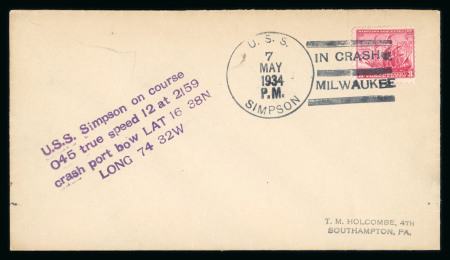 U.S.S.
7
MAY
1934
P.M.
SIMPSON
IN CRASH
MILWAUKEE
3
U.S.S. Simpson on course
045 true speed 12 at 2159
crash port bow LAT 16 38N
LONG 74 32W
T. M. HOLCOMBE, 4TH
SOUTHAMPTON, PA.